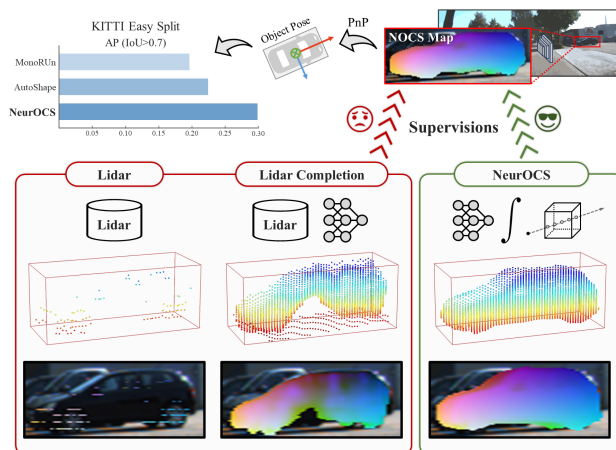 KITTI Easy Split
AP (IoU>0.7)
MonoRUn
AutoShape
NeurOCS
0.05
0.10
0.15
0.20
0.25
0.30
Object Pose
PnP
NOCS Map
Supervisions
Lidar
Lidar Completion
NeurOCS
Lidar
Lidar